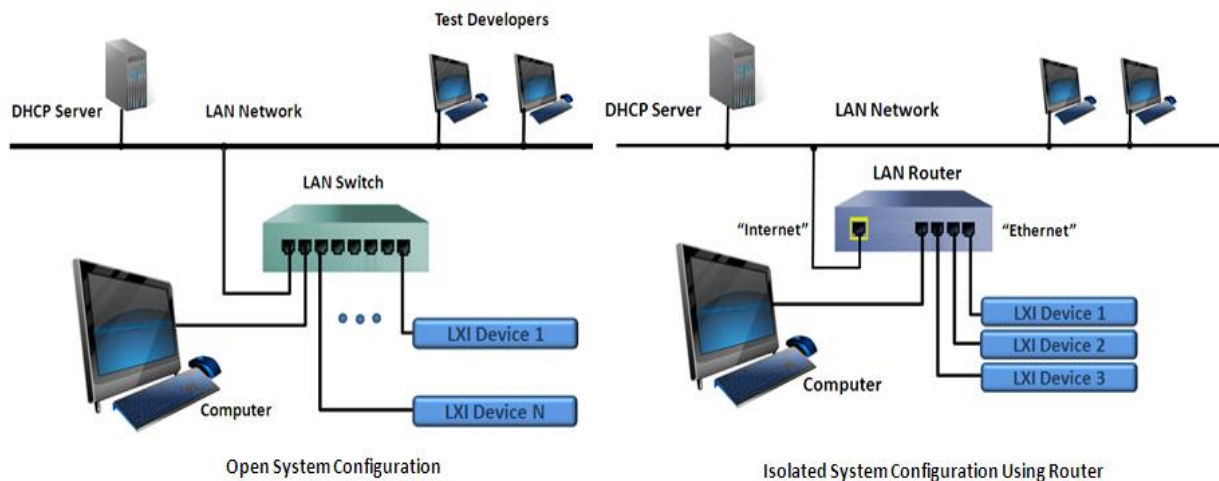 Test Developers
DHCP Server
LAN Network
LAN Switch
LXI Device 1
Computer
LXI Device N
Open System Configuration
DHCP Server
LAN Network
LAN Router
“Internet”
“Ethernet”
LXI Device 1
LXI Device 2
Computer
LXI Device 3
Isolated System Configuration Using Router